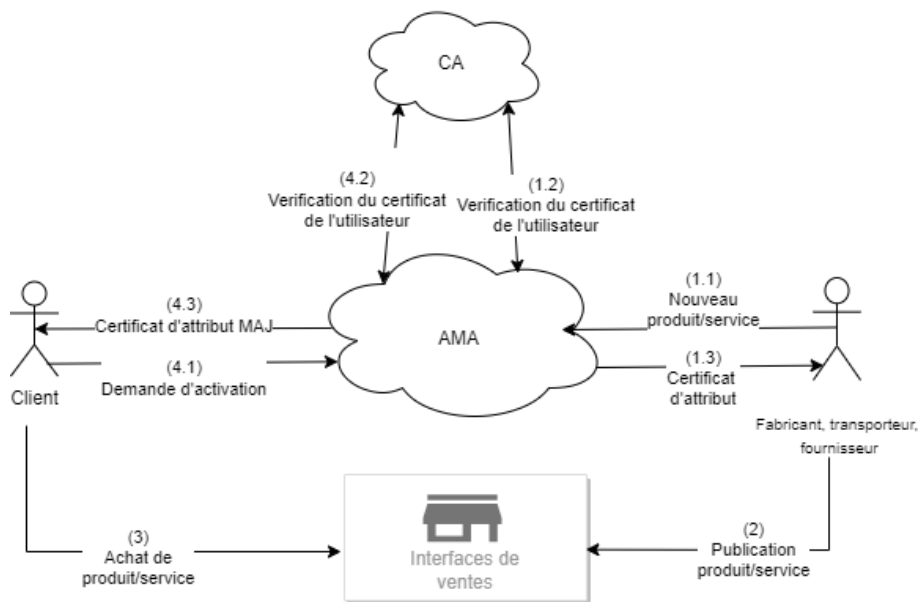 CA
(4.2)
Verification du certificat
de l'utilisateur
(1.2)
Verification du certificat
de l'utilisateur
(4.3)
Certificat d'attribut MAJ
AMA
(1.1)
Nouveau
produit/service
(4.1)
Demande d'activation
(1.3)
Certificat
d'attribut
Client
Fabricant, transporteur,
fournisseur
(3)
Achat de
produit/service
Interfaces de
ventes
(2)
Publication
produit/service